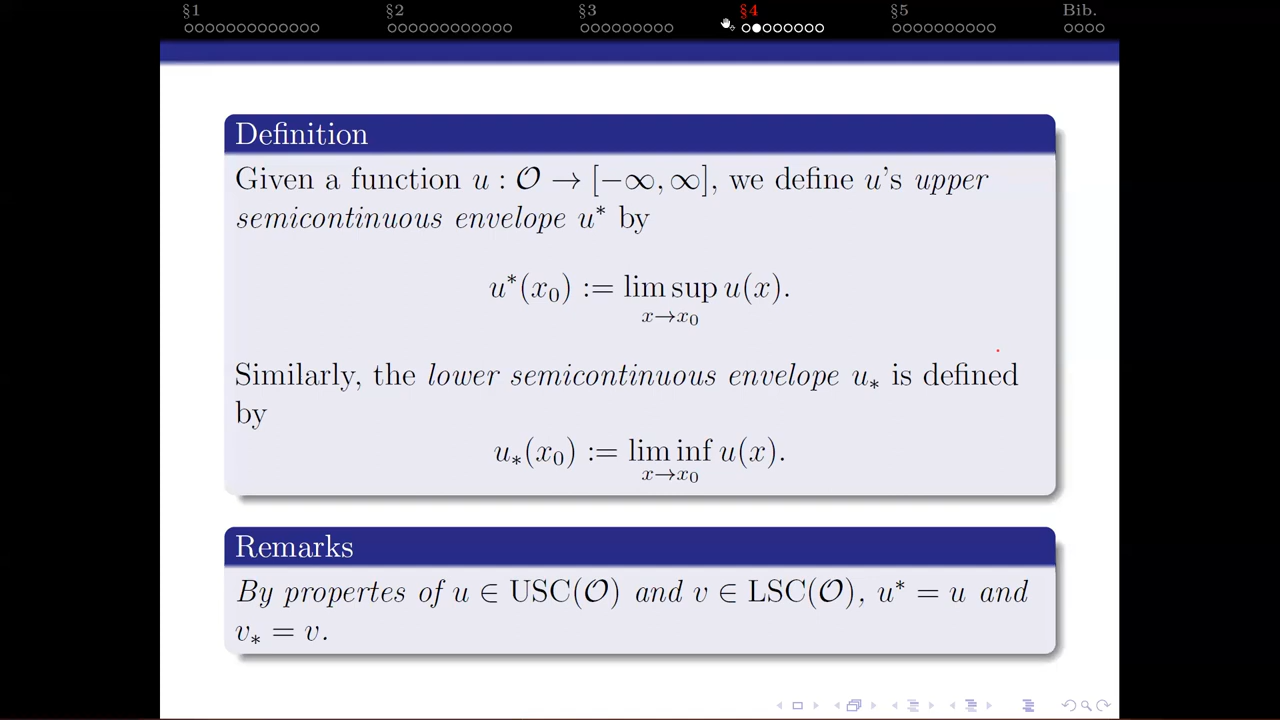 §1 §2 §3 §4 §5 Bib.
Definition
Given a function u : 𝒪 → [−∞, ∞], we define u's upper
semicontinuous envelope u* by
u*(x₀) := lim sup u(x).
x→x₀
Similarly, the lower semicontinuous envelope u∗ is defined
by
u∗(x₀) := lim inf u(x).
x→x₀
Remarks
By propertes of u ∈ USC(𝒪) and v ∈ LSC(𝒪), u* = u and
v∗ = v.